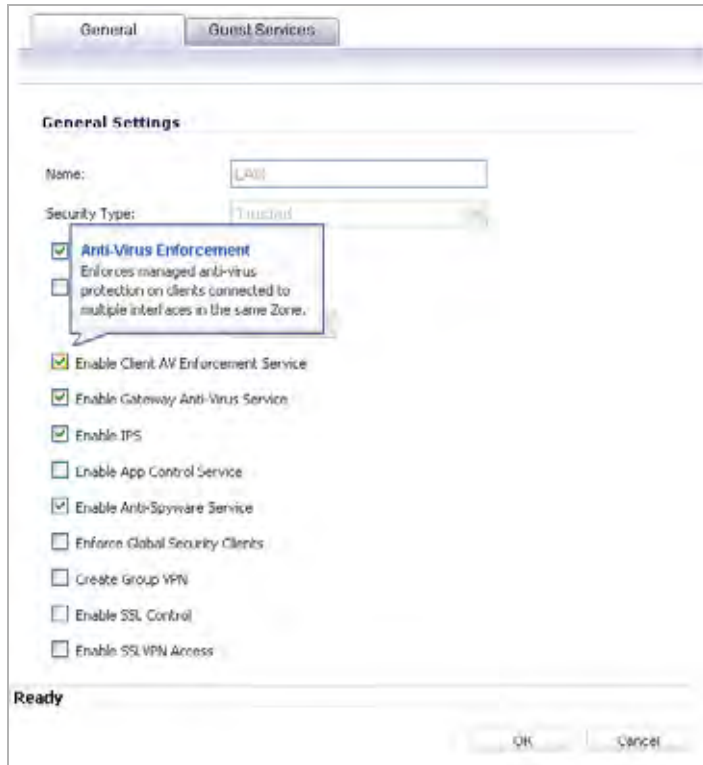 General
Guest Services
General Settings
Name:
LAN
Security Type:
Trusted
Anti-Virus Enforcement
Enforces managed anti-virus
protection on clients connected to
multiple interfaces in the same Zone.
Enable Client AV Enforcement Service
Enable Gateway Anti-Virus Service
Enable IPS
Enable App Control Service
Enable Anti-Spyware Service
Enforce Global Security Clients
Create Group VPN
Enable SSL Control
Enable SSLVPN Access
Ready
OK
Cancel